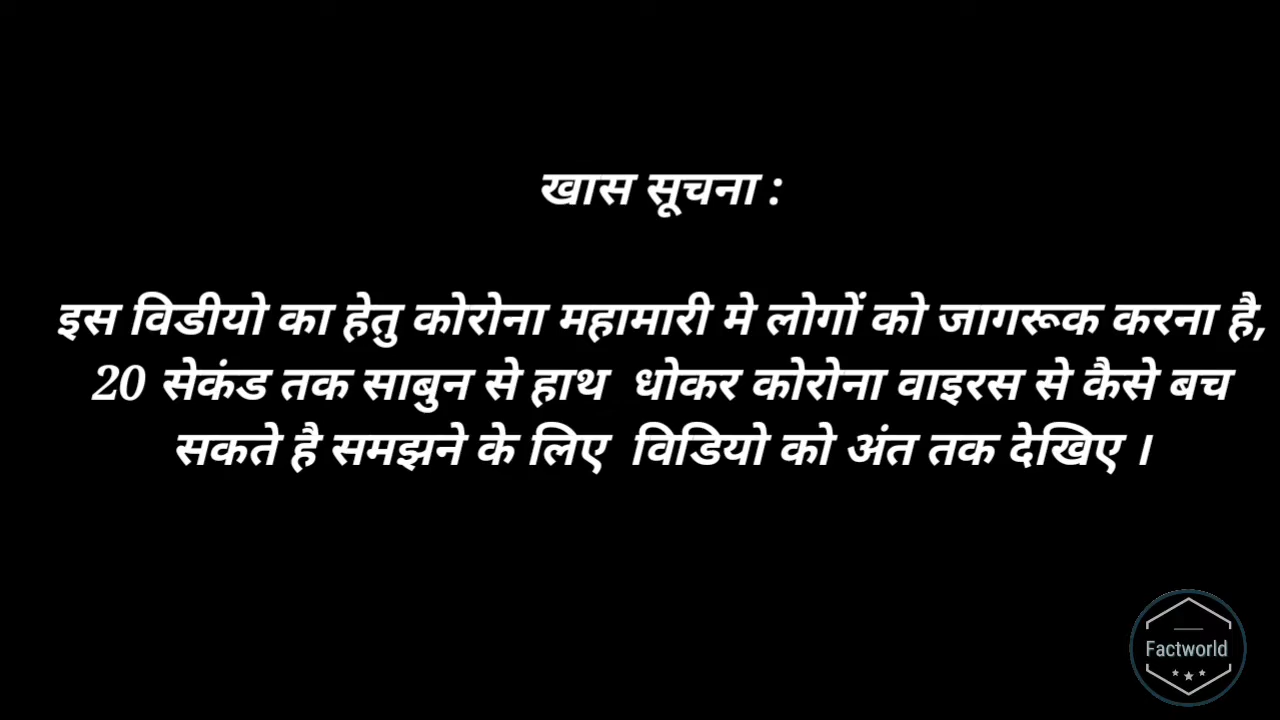 खास सूचना :
इस विडीयो का हेतु कोरोना महामारी मे लोगों को जागरूक करना है,
20 सेकंड तक साबुन से हाथ धोकर कोरोना वाइरस से कैसे बच
सकते है समझने के लिए विडियो को अंत तक देखिए ।
Factworld